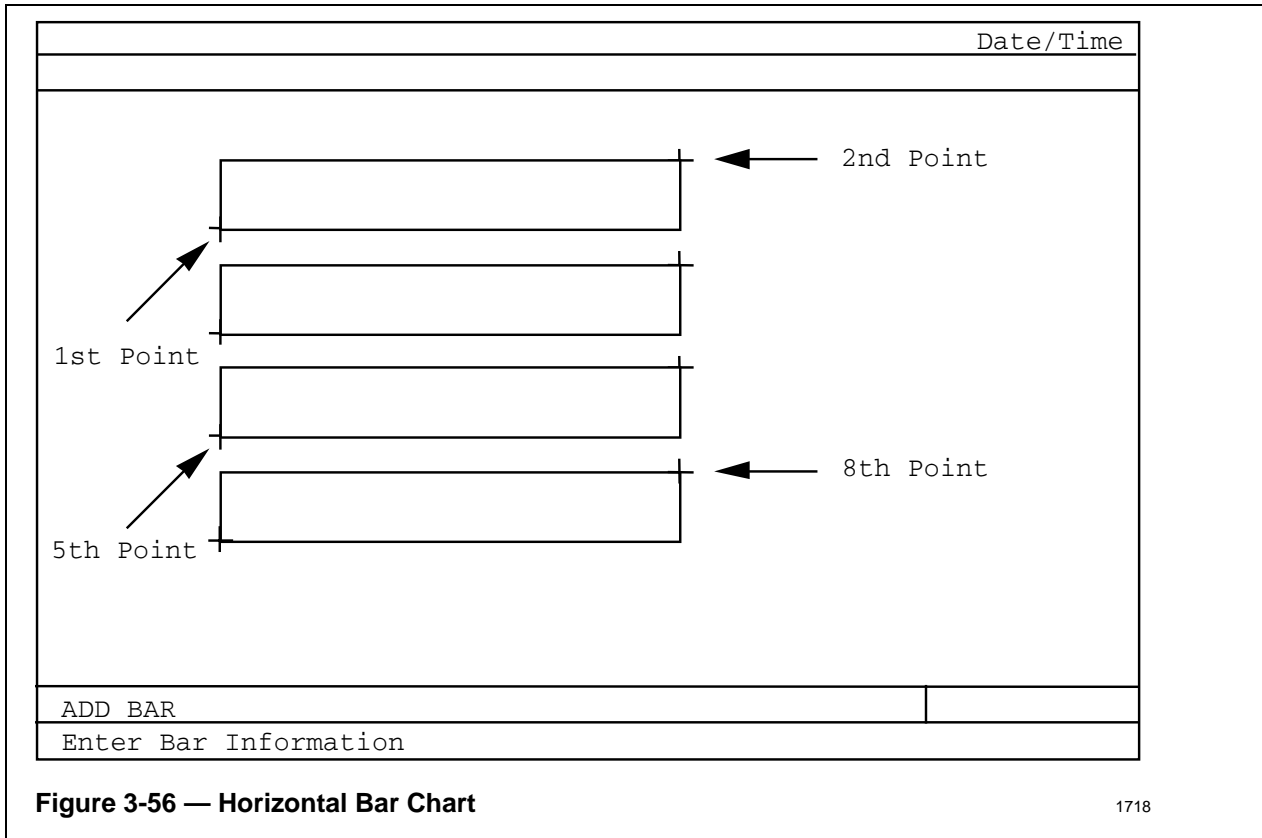 Date/Time
2nd Point
1st Point
8th Point
5th Point
ADD BAR
Enter Bar Information
Figure 3-56 — Horizontal Bar Chart
1718